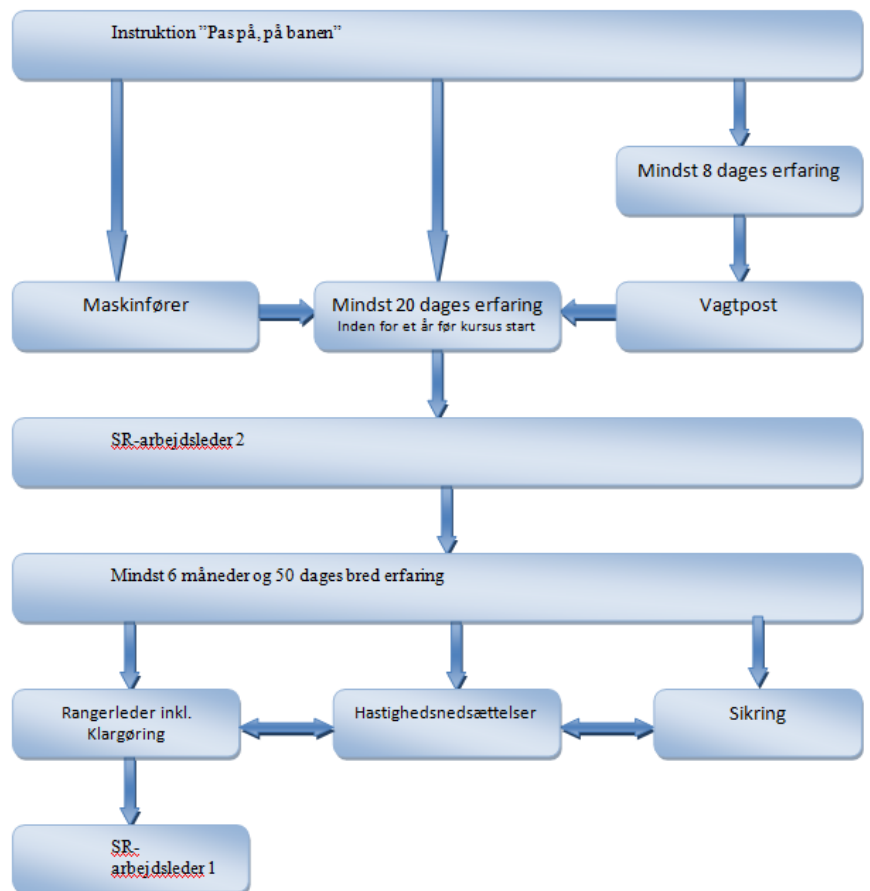 Instruktion ”Pas på, på banen”
Mindst 8 dages erfaring
Maskinfører
Mindst 20 dages erfaring
Inden for et år før kursus start
Vagtpost
SR-arbejdsleder 2
Mindst 6 måneder og 50 dages bred erfaring
Rangerleder inkl.
Klargøring
Hastighedsnedsættelser
Sikring
SR-
arbejdsleder 1